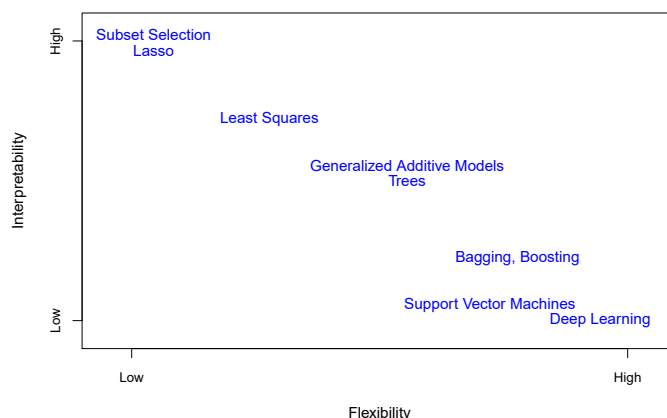 Subset Selection
Lasso
Least Squares
Generalized Additive Models
Trees
Bagging, Boosting
Support Vector Machines
Deep Learning
High
Interpretability
Low
Low
High
Flexibility